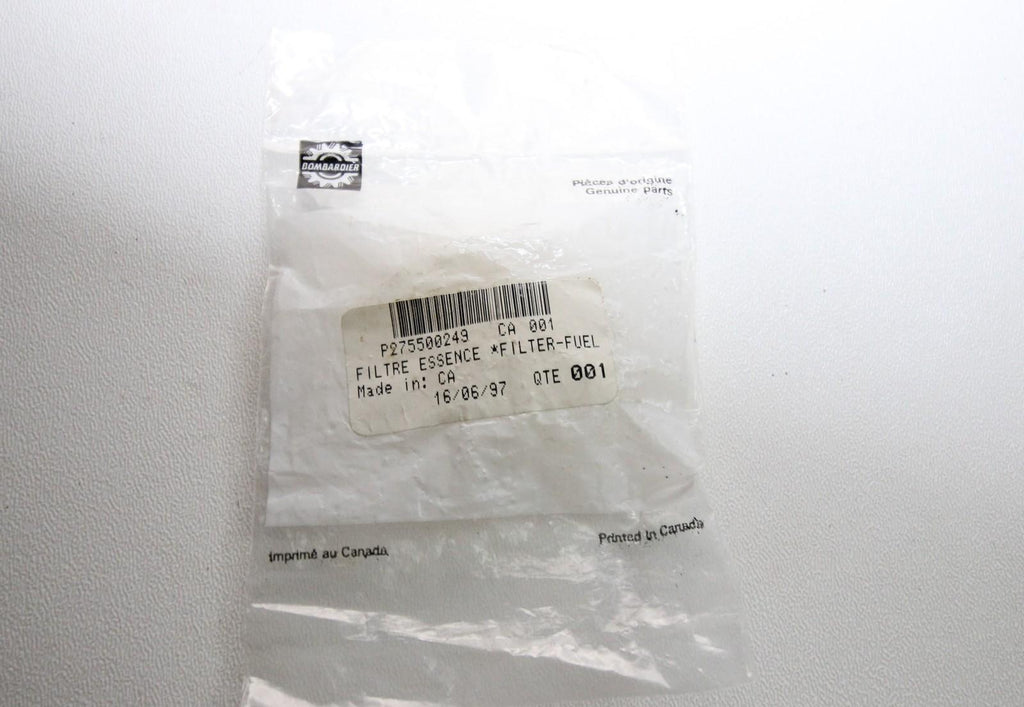 BOMBARDIER
Pièces d'origine
Genuine Parts
P275500249 CA 001
FILTRE ESSENCE *FILTER-FUEL
Made in: CA
16/06/97 QTE 001
Imprimé au Canada
Printed in Canada